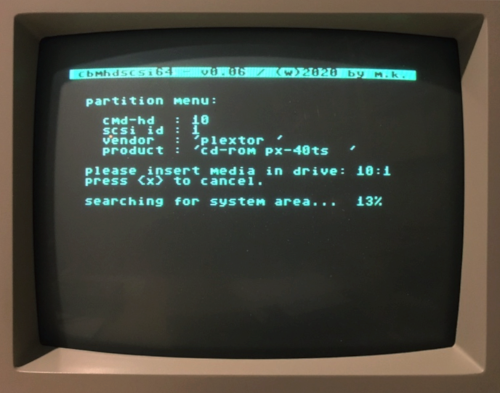 cbmhdscsi64 - v0.06 / (w)2020 by m.k.
partition menu:
cmd-hd : 10
scsi id : 1
vendor : 'plextor '
product : 'cd-rom px-40ts '
please insert media in drive: 10:1
press <x> to cancel.
searching for system area... 13%